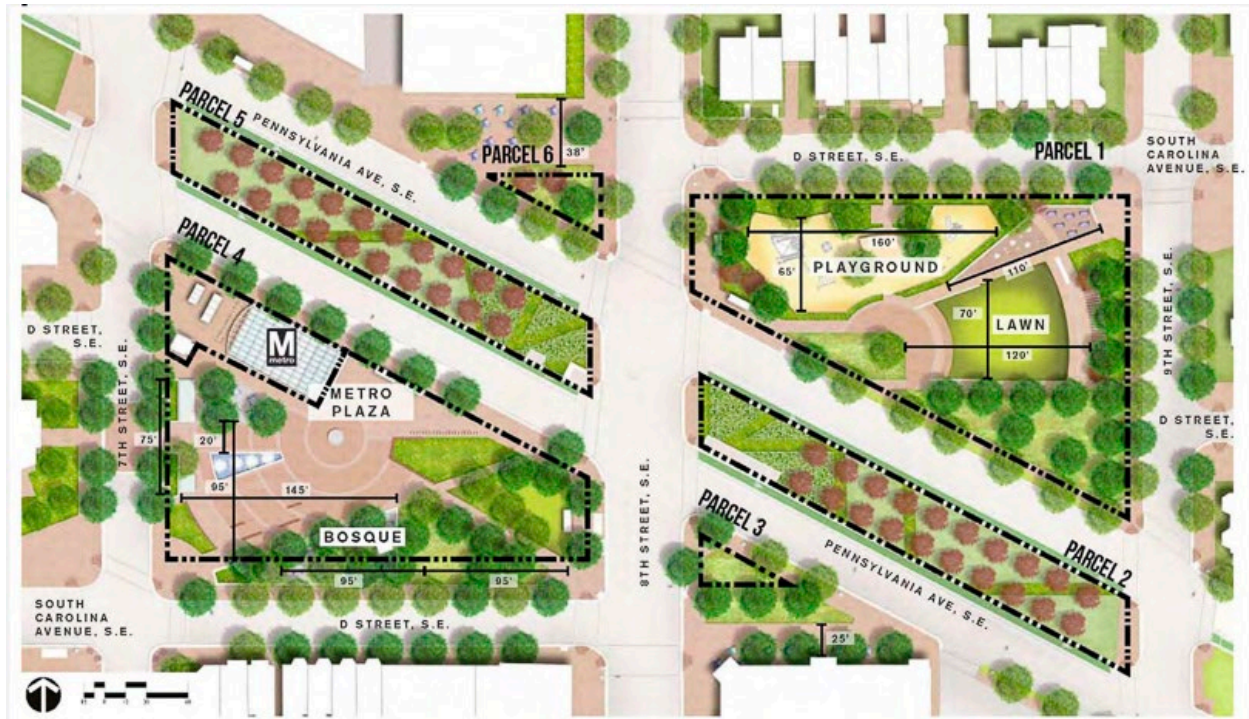 PARCEL 5
PENNSYLVANIA AVE, S.E.
PARCEL 6
38'
D STREET, S.E.
PARCEL 1
SOUTH
CAROLINA
AVENUE, S.E.
PARCEL 4
160'
65'
PLAYGROUND
110'
70'
LAWN
120'
9TH STREET, S.E.
D STREET,
S.E.
M
metro
METRO
PLAZA
7TH STREET, S.E.
75'
20'
95'
145'
BOSQUE
95'
95'
8TH STREET, S.E.
D STREET,
S.E.
PARCEL 3
PARCEL 2
PENNSYLVANIA AVE, S.E.
25'
SOUTH
CAROLINA
AVENUE, S.E.
D STREET, S.E.